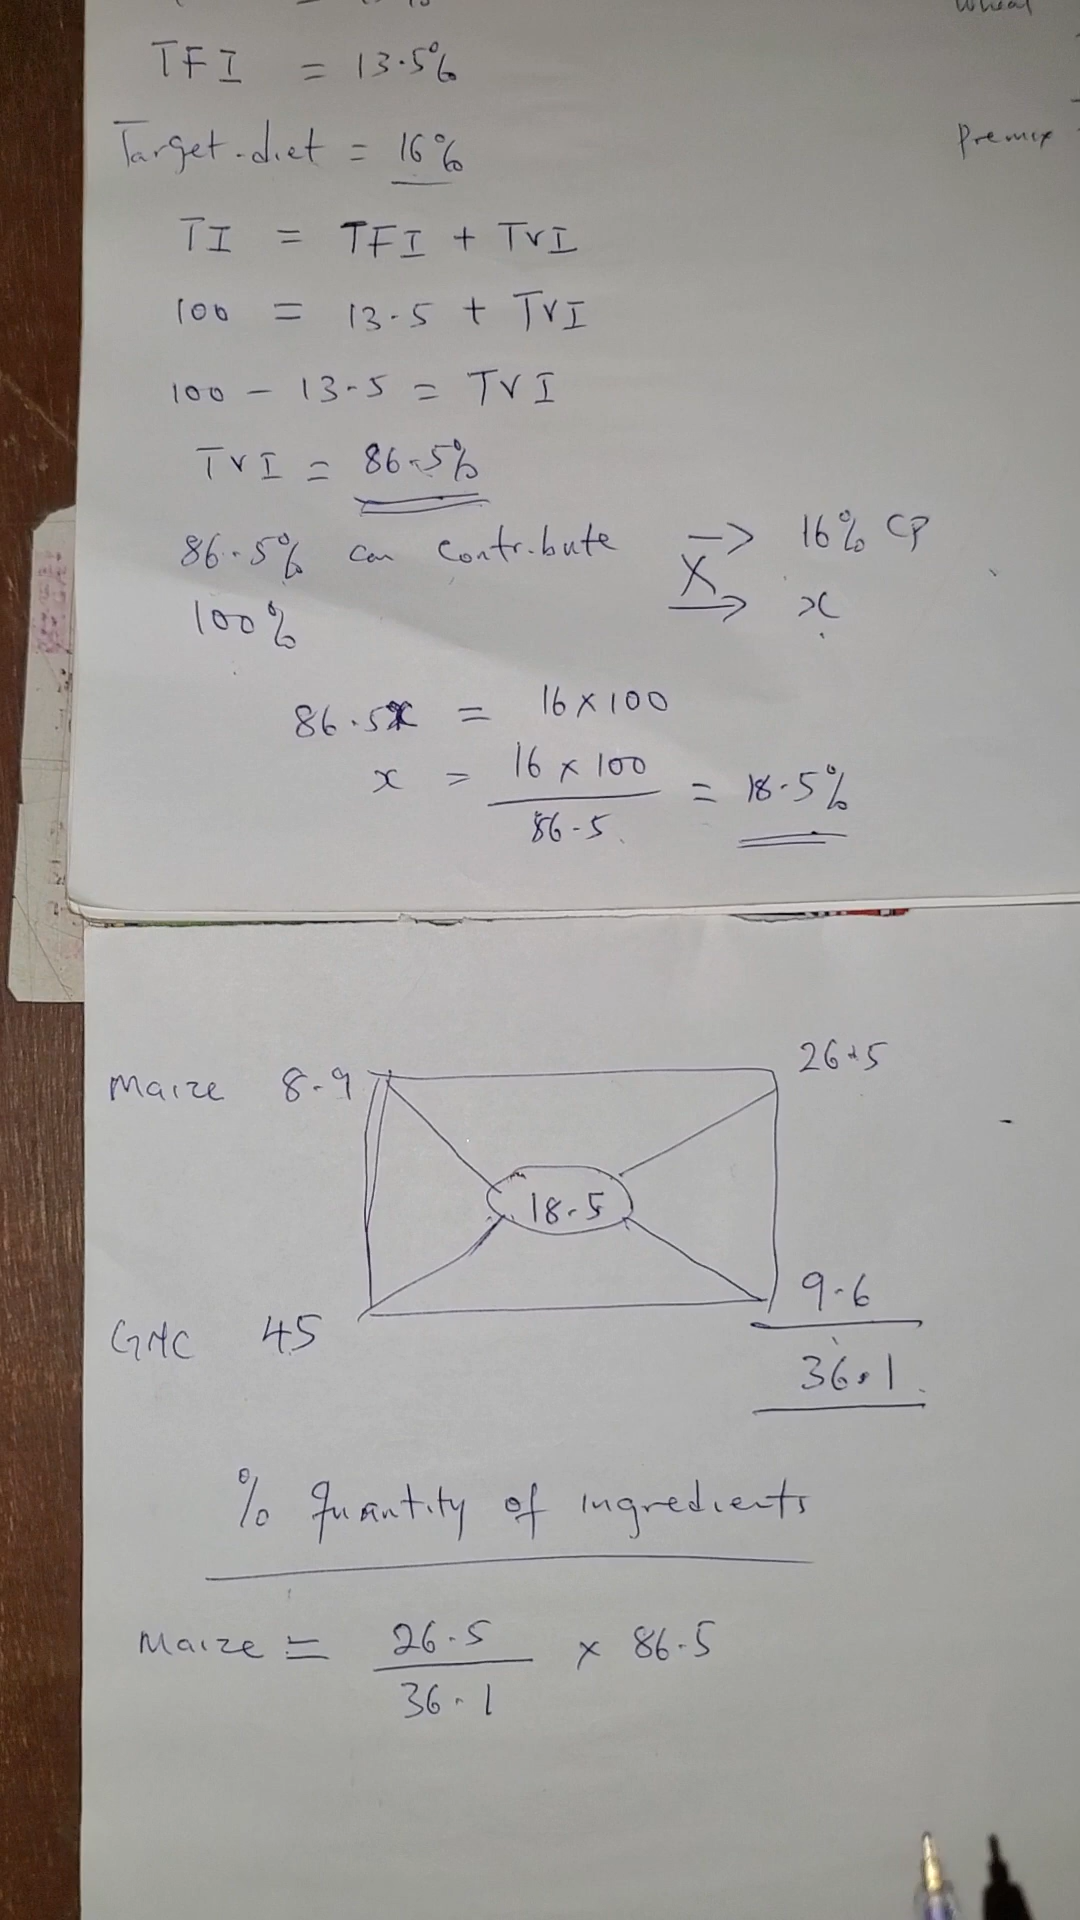 wheat
TFI = 13.5%
Target-diet = 16%
Premix
TI = TFI + TVI
100 = 13.5 + TVI
100 - 13.5 = TVI
TVI = 86.5%
86.5% can contribute → 16% CP
100% → x
X
86.5x = 16 x 100
x = 16 x 100 / 86.5 = 18.5%
Maize 8.9 26.5
18.5
GNC 45 9.6
36.1
% quantity of ingredients
Maize = 26.5 / 36.1 x 86.5